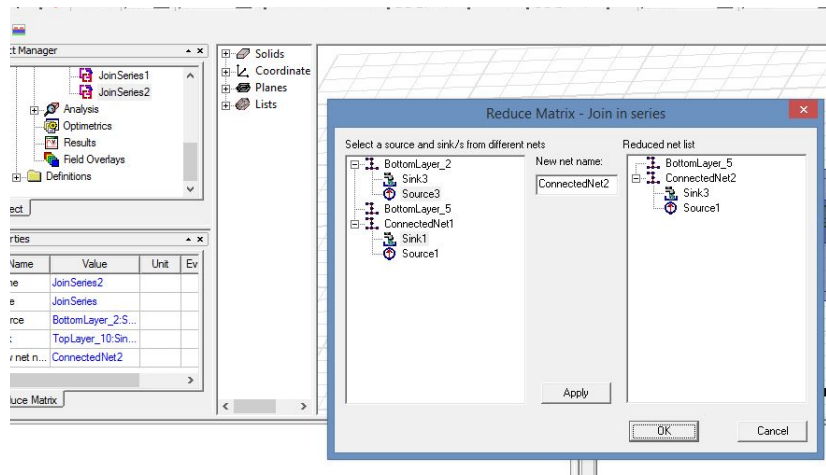 ct Manager
JoinSeries1
JoinSeries2
Analysis
Optimetrics
Results
Field Overlays
Definitions
ect
Solids
Coordinate
Planes
Lists
perties
Name Value Unit Ev
me JoinSeries2
e JoinSeries
rce BottomLayer_2:S...
k TopLayer_10:Sin...
w net n... ConnectedNet2
duce Matrix
Reduce Matrix - Join in series
Select a source and sink/s from different nets
BottomLayer_2
Sink3
Source3
BottomLayer_5
ConnectedNet1
Sink1
Source1
New net name:
ConnectedNet2
Apply
Reduced net list
BottomLayer_5
ConnectedNet2
Sink3
Source1
OK Cancel